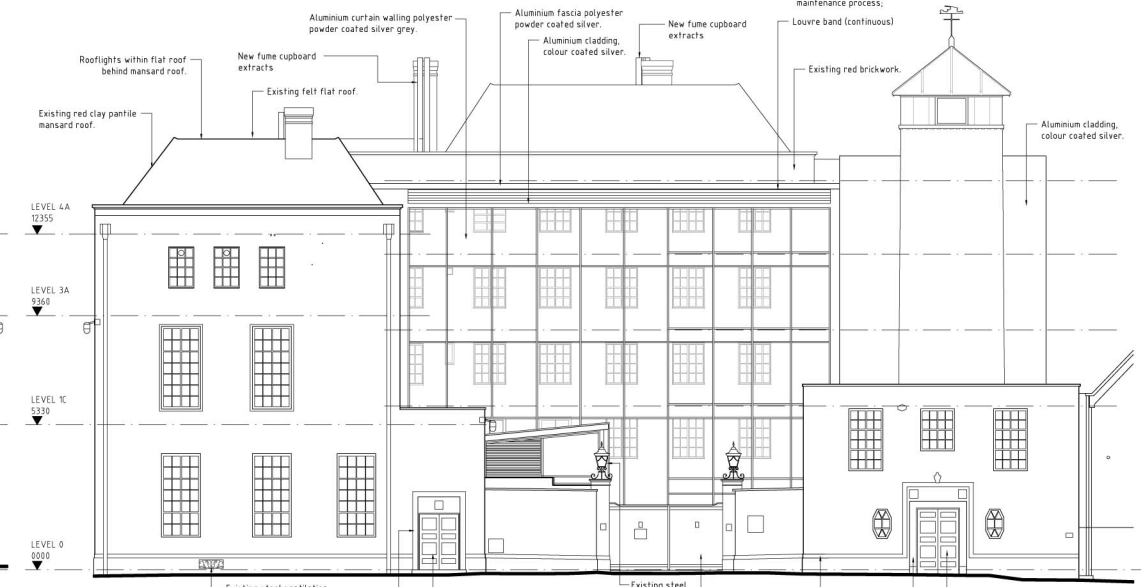 maintenance process;
Louvre band (continuous)
Aluminium fascia polyester
powder coated silver.
Aluminium curtain walling polyester
powder coated silver grey.
New fume cupboard
extracts
Aluminium cladding,
colour coated silver.
Rooflights within flat roof
behind mansard roof.
New fume cupboard
extracts
Existing red brickwork.
Existing felt flat roof.
Existing red clay pantile
mansard roof.
Aluminium cladding,
colour coated silver.
LEVEL 4A
12355
LEVEL 3A
9360
LEVEL 1C
5330
LEVEL 0
0000
Existing steel ventilation
Existing steel